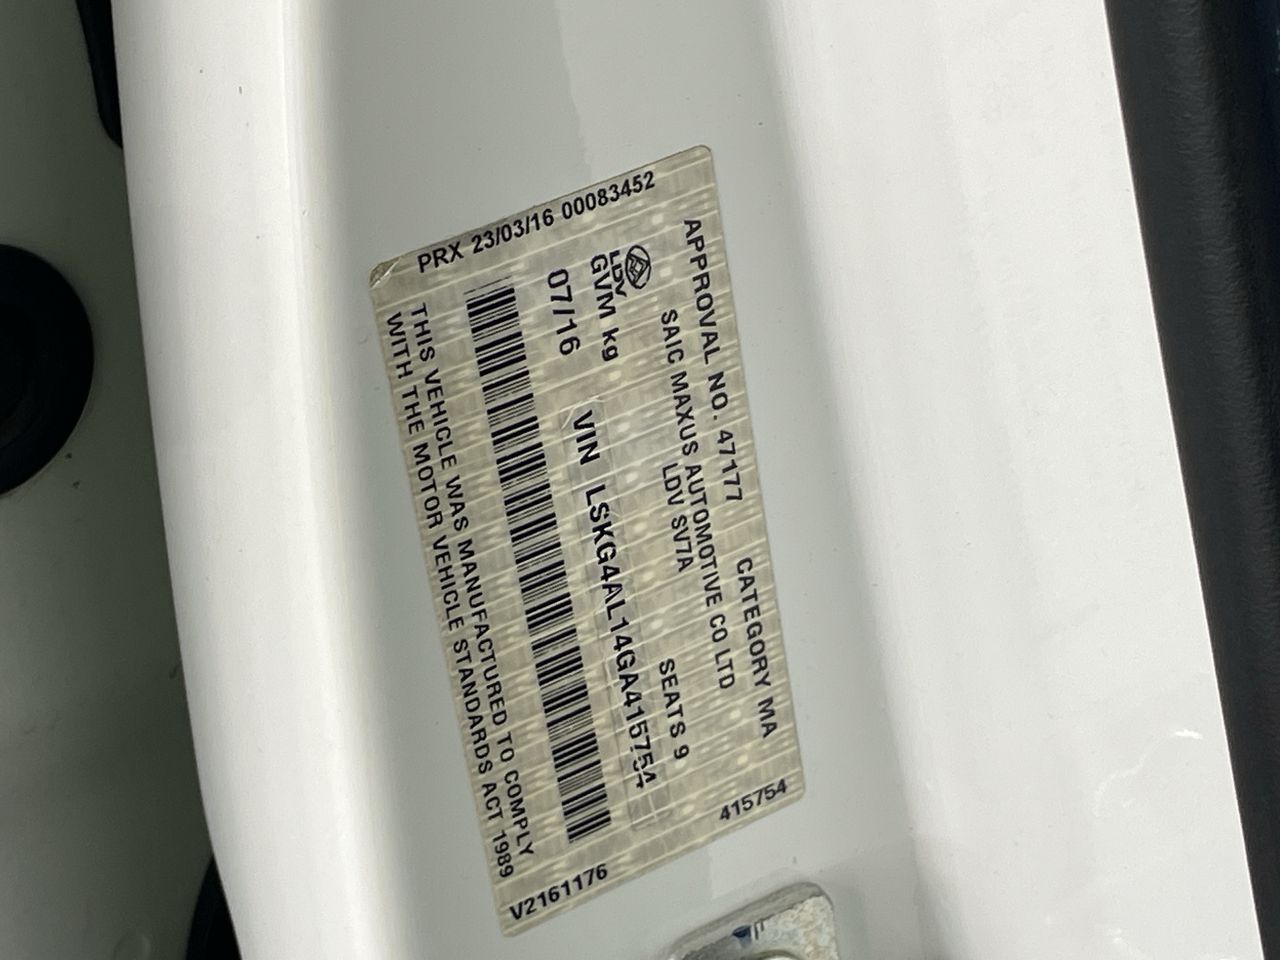 APPROVAL NO. 47177 CATEGORY MA
SAIC MAXUS AUTOMOTIVE CO LTD
LDV SV7A
LDV
GVM kg SEATS 9
07/16 VIN LSKG4AL14GA415754
THIS VEHICLE WAS MANUFACTURED TO COMPLY
WITH THE MOTOR VEHICLE STANDARDS ACT 1989
PRX 23/03/16 00083452
415754
V2161176